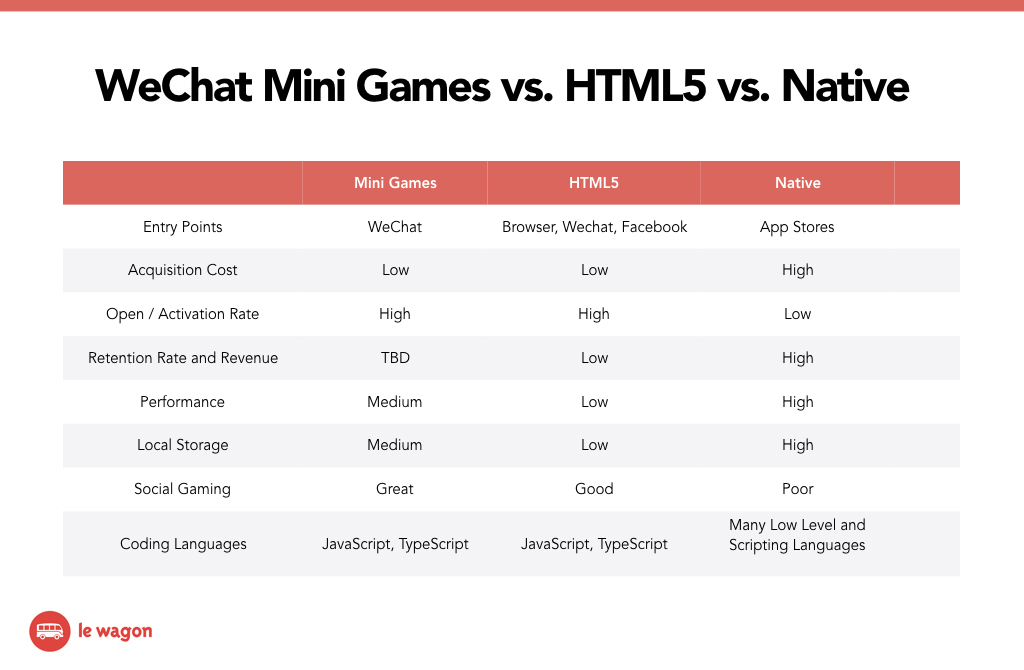 WeChat Mini Games vs. HTML5 vs. Native
Mini Games HTML5 Native
Entry Points WeChat Browser, Wechat, Facebook App Stores
Acquisition Cost Low Low High
Open / Activation Rate High High Low
Retention Rate and Revenue TBD Low High
Performance Medium Low High
Local Storage Medium Low High
Social Gaming Great Good Poor
Coding Languages JavaScript, TypeScript JavaScript, TypeScript Many Low Level and
Scripting Languages
le wagon